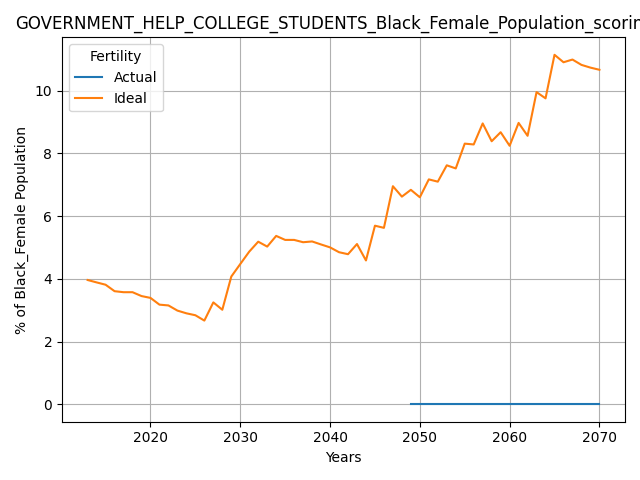 GOVERNMENT_HELP_COLLEGE_STUDENTS_Black_Female_Population_scorin
Fertility
Actual
Ideal
% of Black_Female Population
10
8
6
4
2
0
2020 2030 2040 2050 2060 2070
Years